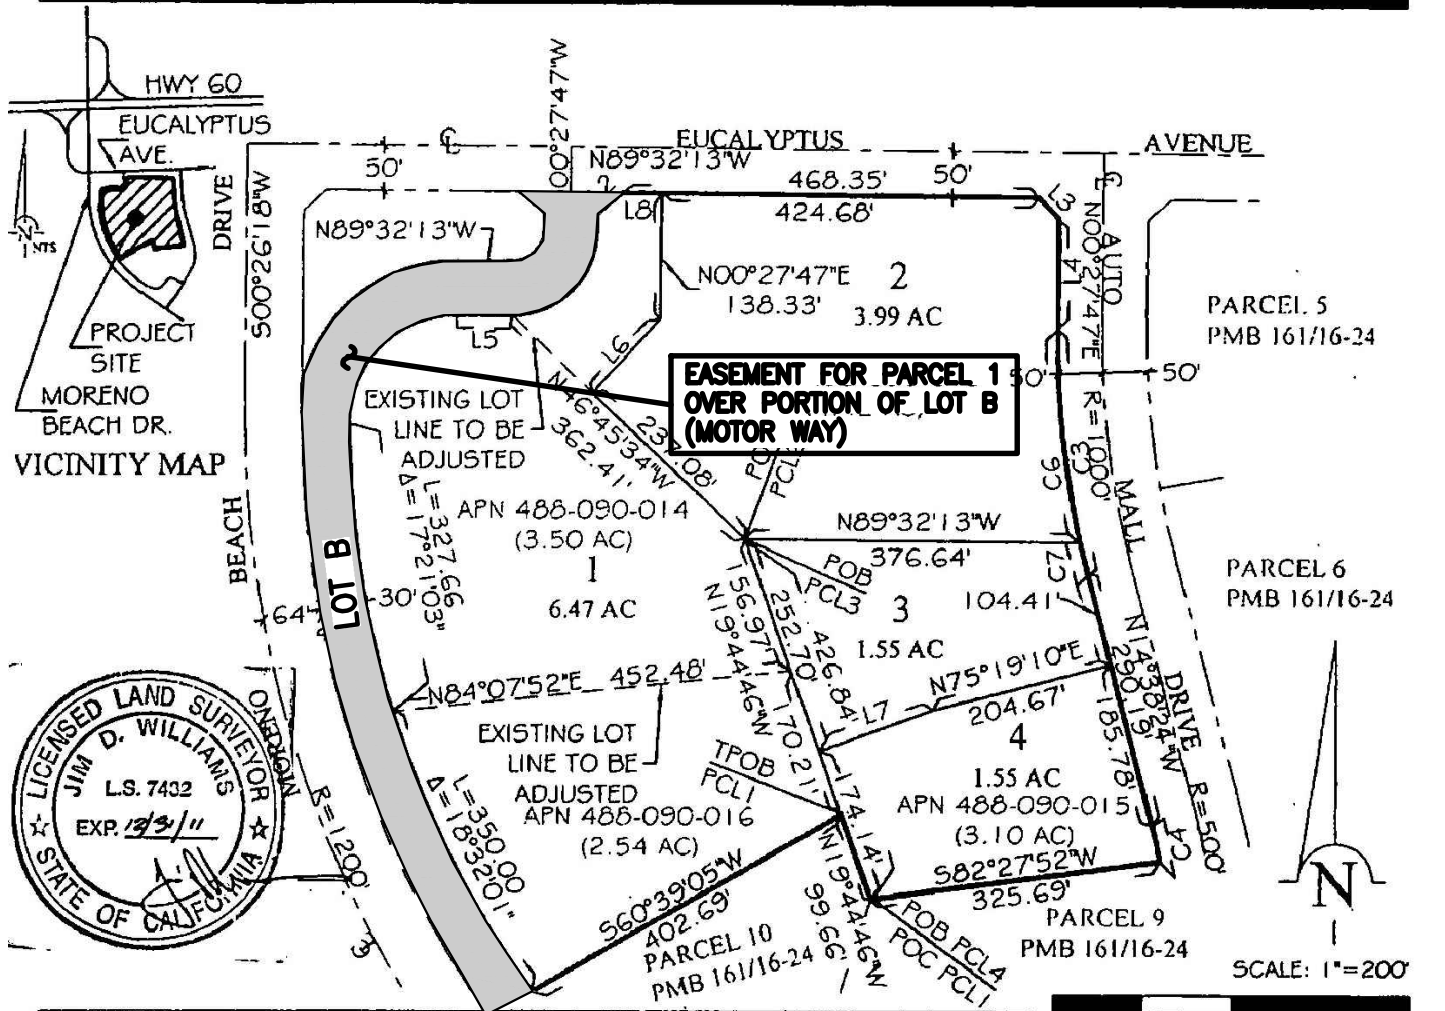 HWY 60
EUCALYPTUS
AVE.
NTS
PROJECT
SITE
MORENO
BEACH DR.
VICINITY MAP
00°27'47"W
EUCALYPTUS
AVENUE
50'
N89°32'13"W
50'
468.35'
424.68'
L8
L3
DRIVE
S00°26'18"W
N89°32'13"W
N00°27'47"E
138.33'
2
3.99 AC
L4
N00°27'47"E
AUTO
PARCEL 5
PMB 161/16-24
L5
L6
EASEMENT FOR PARCEL 1
OVER PORTION OF LOT B
(MOTOR WAY)
50'
50'
R=1000'
EXISTING LOT
LINE TO BE
ADJUSTED
N46°45'34"W
362.41'
L=327.66
Δ=17°21'03"
APN 488-090-014
(3.50 AC)
1
6.47 AC
BEACH
LOT B
64'
30'
C6
C3
MALL
N89°32'13"W
376.64'
POB
PCL3
C7
104.41'
3
1.55 AC
PARCEL 6
PMB 161/16-24
156.97'
N19°44'46"W
252.70'
426.84'
N84°07'52"E 452.48'
N75°19'10"E
204.67'
L7
N14°38'24"W
290.19'
DRIVE
185.78'
R=500'
EXISTING LOT
LINE TO BE
ADJUSTED
APN 488-090-016
(2.54 AC)
TPOB
PCL1
170.21'
4
1.55 AC
APN 488-090-015
(3.10 AC)
174.14'
C4
S82°27'52"W
325.69'
LICENSED LAND SURVEYOR
JIM D. WILLIAMS
L.S. 7432
EXP. 12/31/11
STATE OF CALIFORNIA
MORENO
R=1200'
L=350.00
Δ=18°32'01"
S60°39'05"W
402.69'
PARCEL 10
PMB 161/16-24
N19°44'46"W
99.66'
POB PCL4
POC PCL1
PARCEL 9
PMB 161/16-24
N
SCALE: 1"=200'